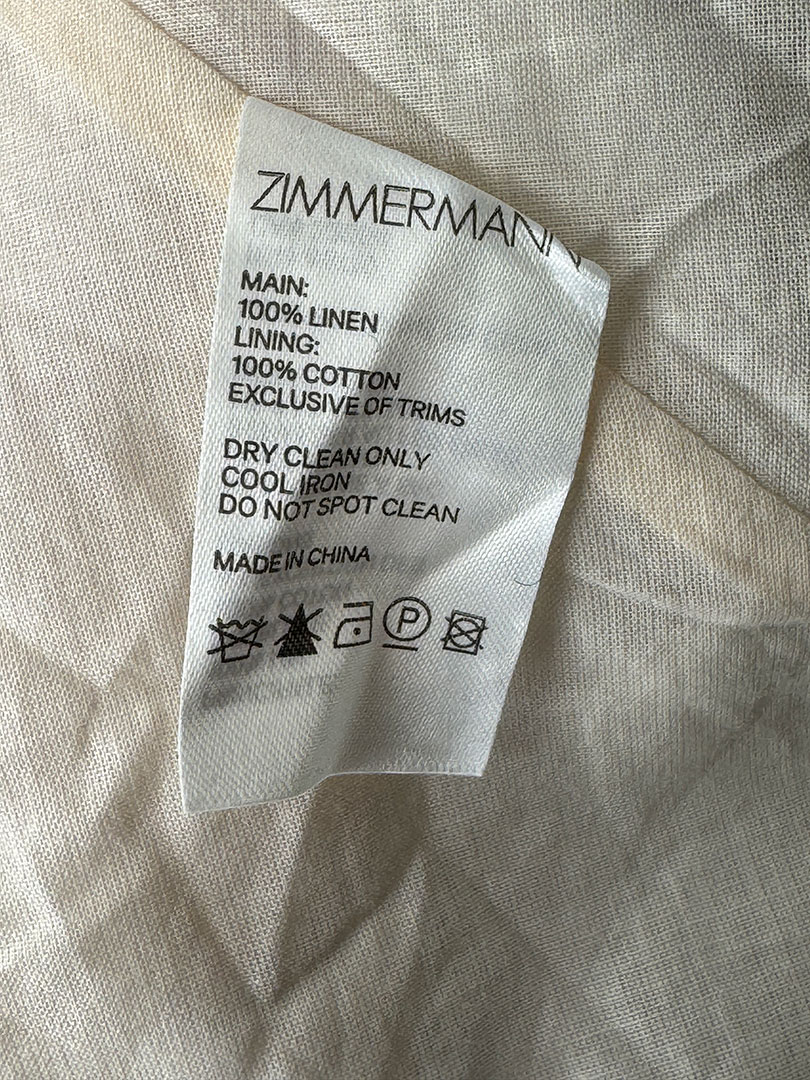 ZIMMERMANN
MAIN:
100% LINEN
LINING:
100% COTTON
EXCLUSIVE OF TRIMS
DRY CLEAN ONLY
COOL IRON
DO NOT SPOT CLEAN
MADE IN CHINA
P